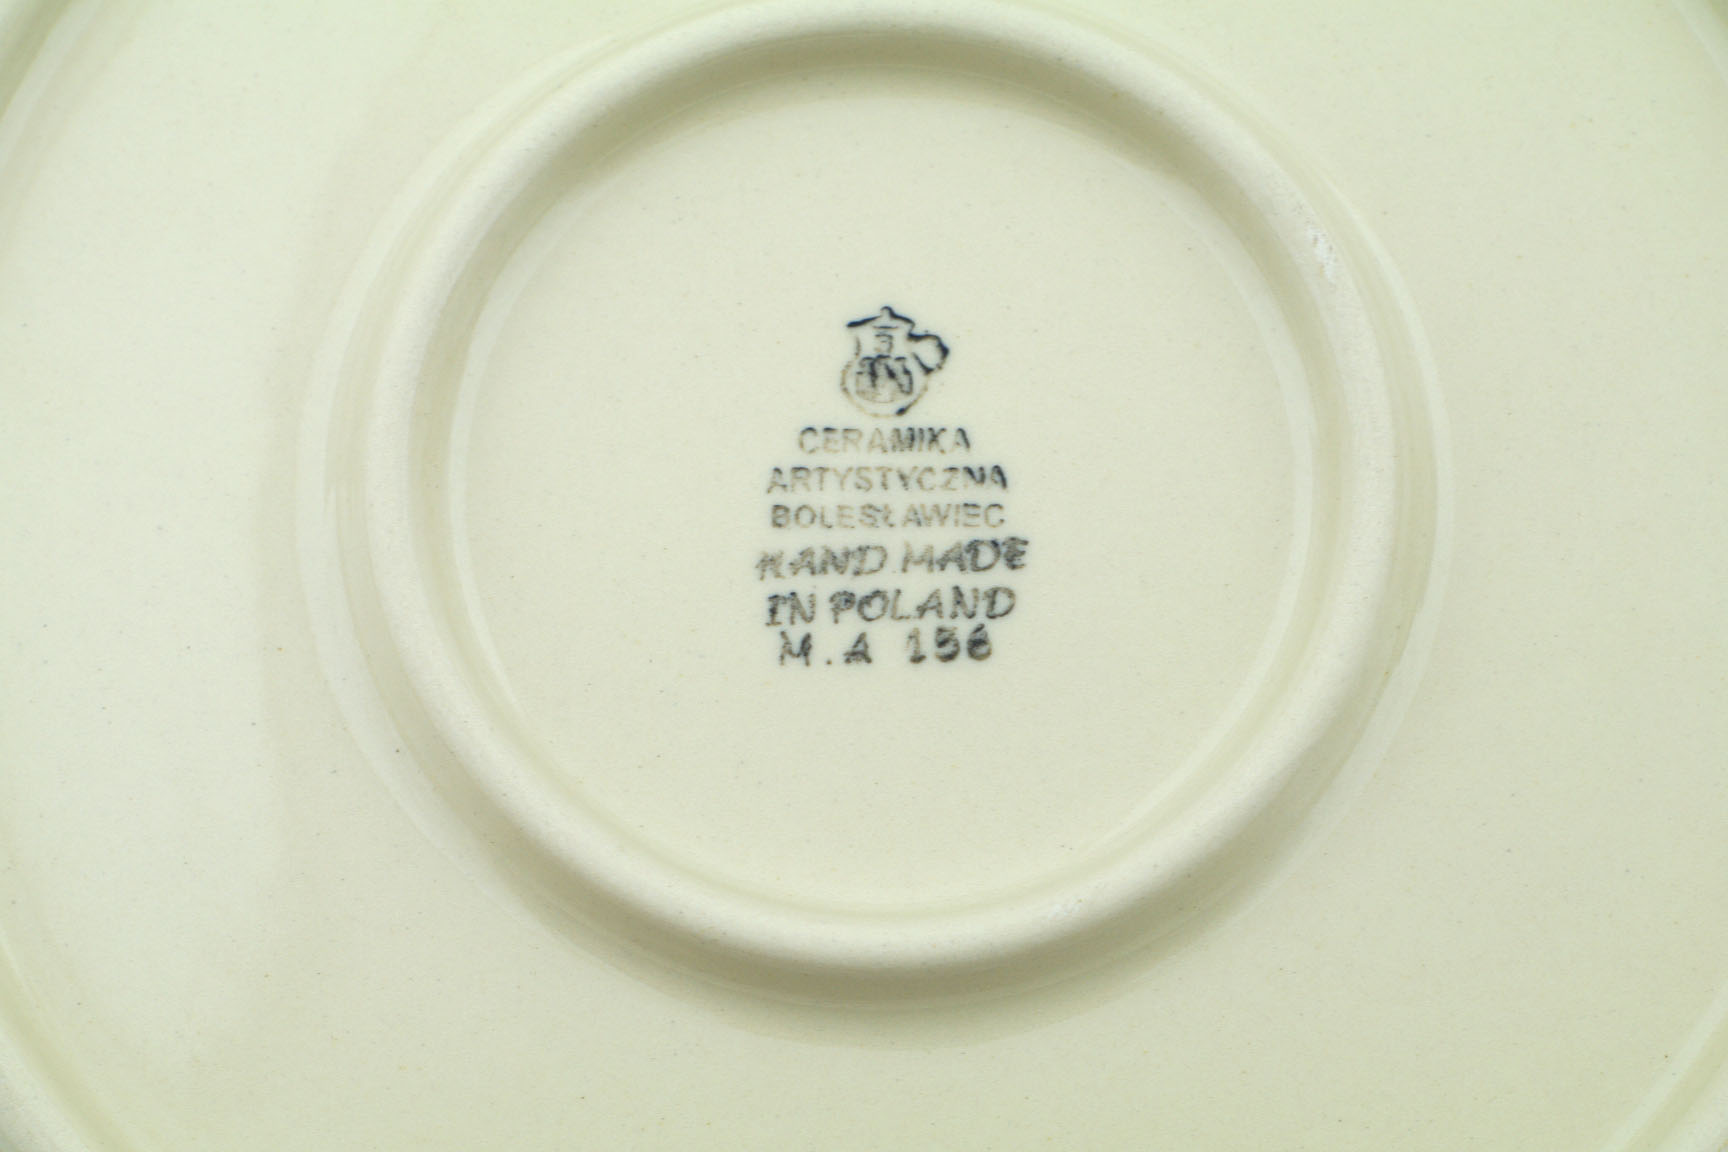 CERAMIKA
ARTYSTYCZNA
BOLESŁAWIEC
HAND MADE
IN POLAND
M.A 156